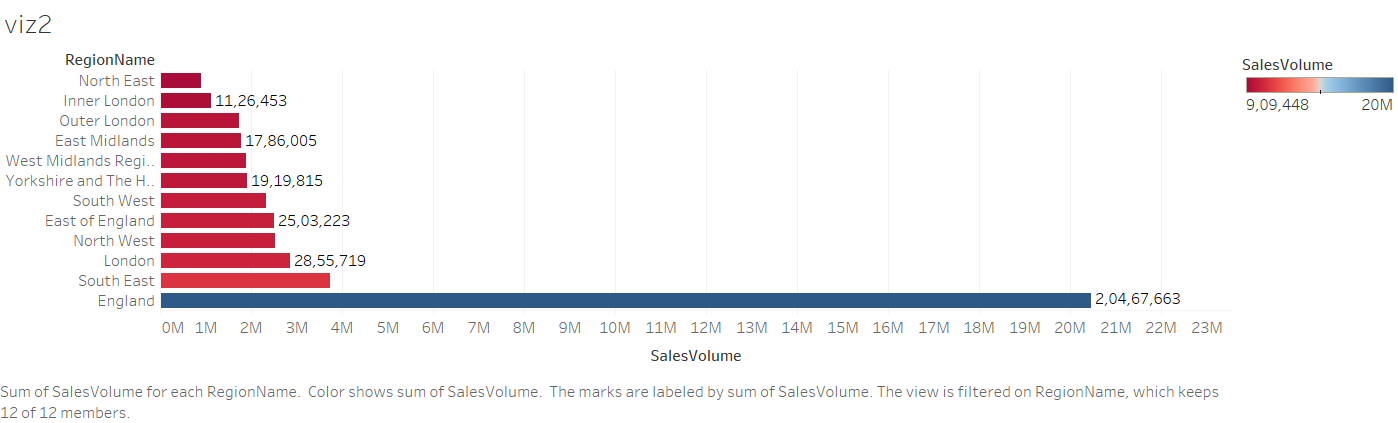 viz2
RegionName
SalesVolume
North East
9,09,448 20M
Inner London 11,26,453
Outer London
East Midlands 17,86,005
West Midlands Regi..
Yorkshire and The H.. 19,19,815
South West
East of England 25,03,223
North West
London 28,55,719
South East
England 2,04,67,663
0M 1M 2M 3M 4M 5M 6M 7M 8M 9M 10M 11M 12M 13M 14M 15M 16M 17M 18M 19M 20M 21M 22M 23M
SalesVolume
Sum of SalesVolume for each RegionName.  Color shows sum of SalesVolume.  The marks are labeled by sum of SalesVolume. The view is filtered on RegionName, which keeps
12 of 12 members.